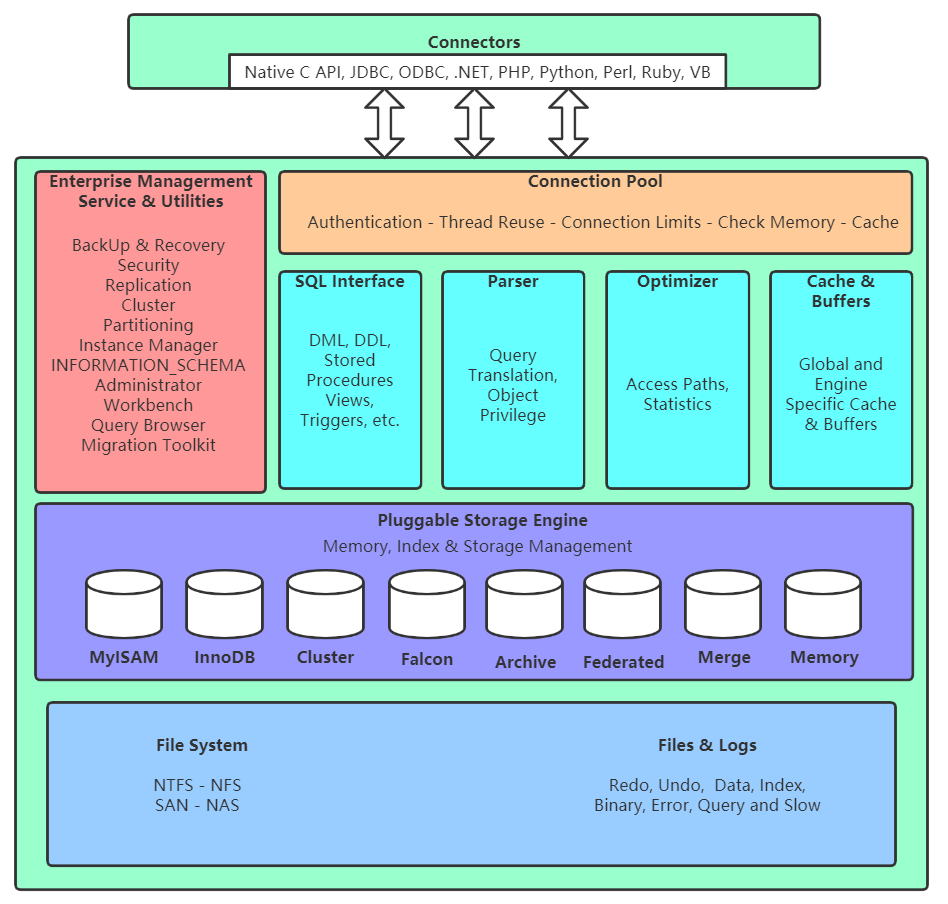 Connectors
Native C API, JDBC, ODBC, .NET, PHP, Python, Perl, Ruby, VB
Enterprise Managerment
Service & Utilities
BackUp & Recovery
Security
Replication
Cluster
Partitioning
Instance Manager
INFORMATION_SCHEMA
Administrator
Workbench
Query Browser
Migration Toolkit
Connection Pool
Authentication - Thread Reuse - Connection Limits - Check Memory - Cache
SQL Interface
DML, DDL,
Stored
Procedures
Views,
Triggers, etc.
Parser
Query
Translation,
Object
Privilege
Optimizer
Access Paths,
Statistics
Cache &
Buffers
Global and
Engine
Specific Cache
& Buffers
Pluggable Storage Engine
Memory, Index & Storage Management
MyISAM
InnoDB
Cluster
Falcon
Archive
Federated
Merge
Memory
File System
NTFS - NFS
SAN - NAS
Files & Logs
Redo, Undo,  Data, Index,
Binary, Error, Query and Slow